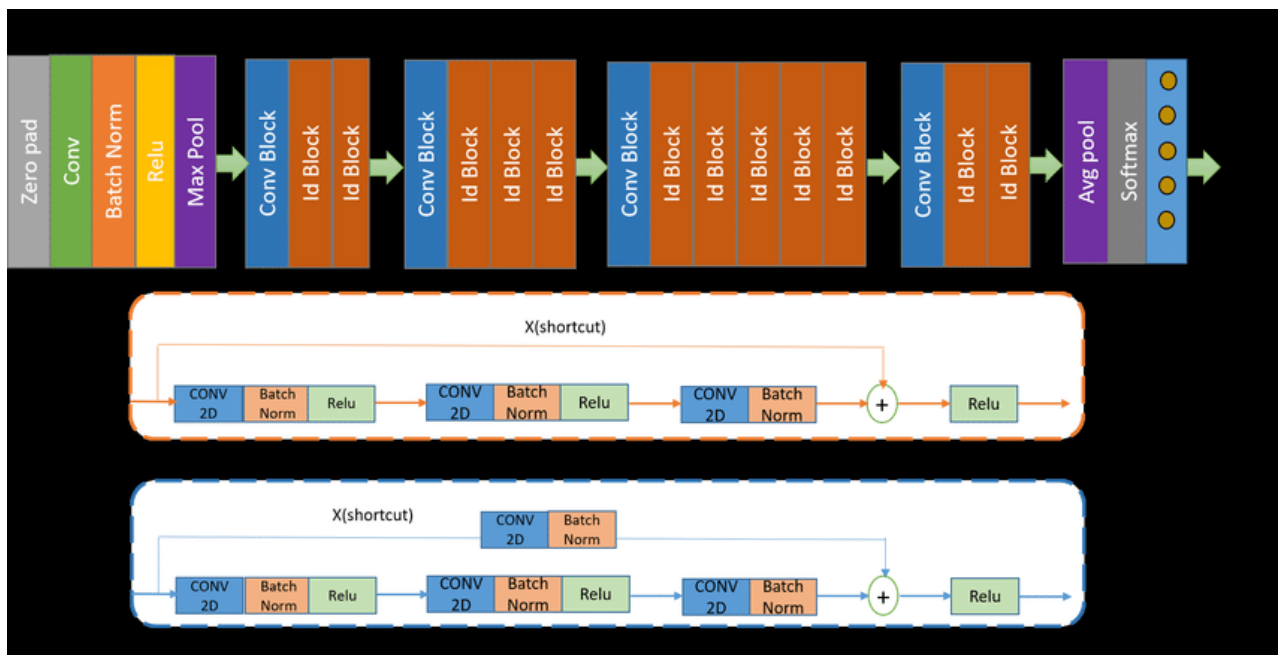 Zero pad
Conv
Batch Norm
Relu
Max Pool
Conv Block
Id Block
Id Block
Conv Block
Id Block
Id Block
Id Block
Conv Block
Id Block
Id Block
Id Block
Id Block
Id Block
Conv Block
Id Block
Id Block
Avg pool
Softmax
X(shortcut)
CONV
2D
Batch
Norm
Relu
CONV
2D
Batch
Norm
Relu
CONV
2D
Batch
Norm
+
Relu
X(shortcut)
CONV
2D
Batch
Norm
CONV
2D
Batch
Norm
Relu
CONV
2D
Batch
Norm
Relu
CONV
2D
Batch
Norm
+
Relu